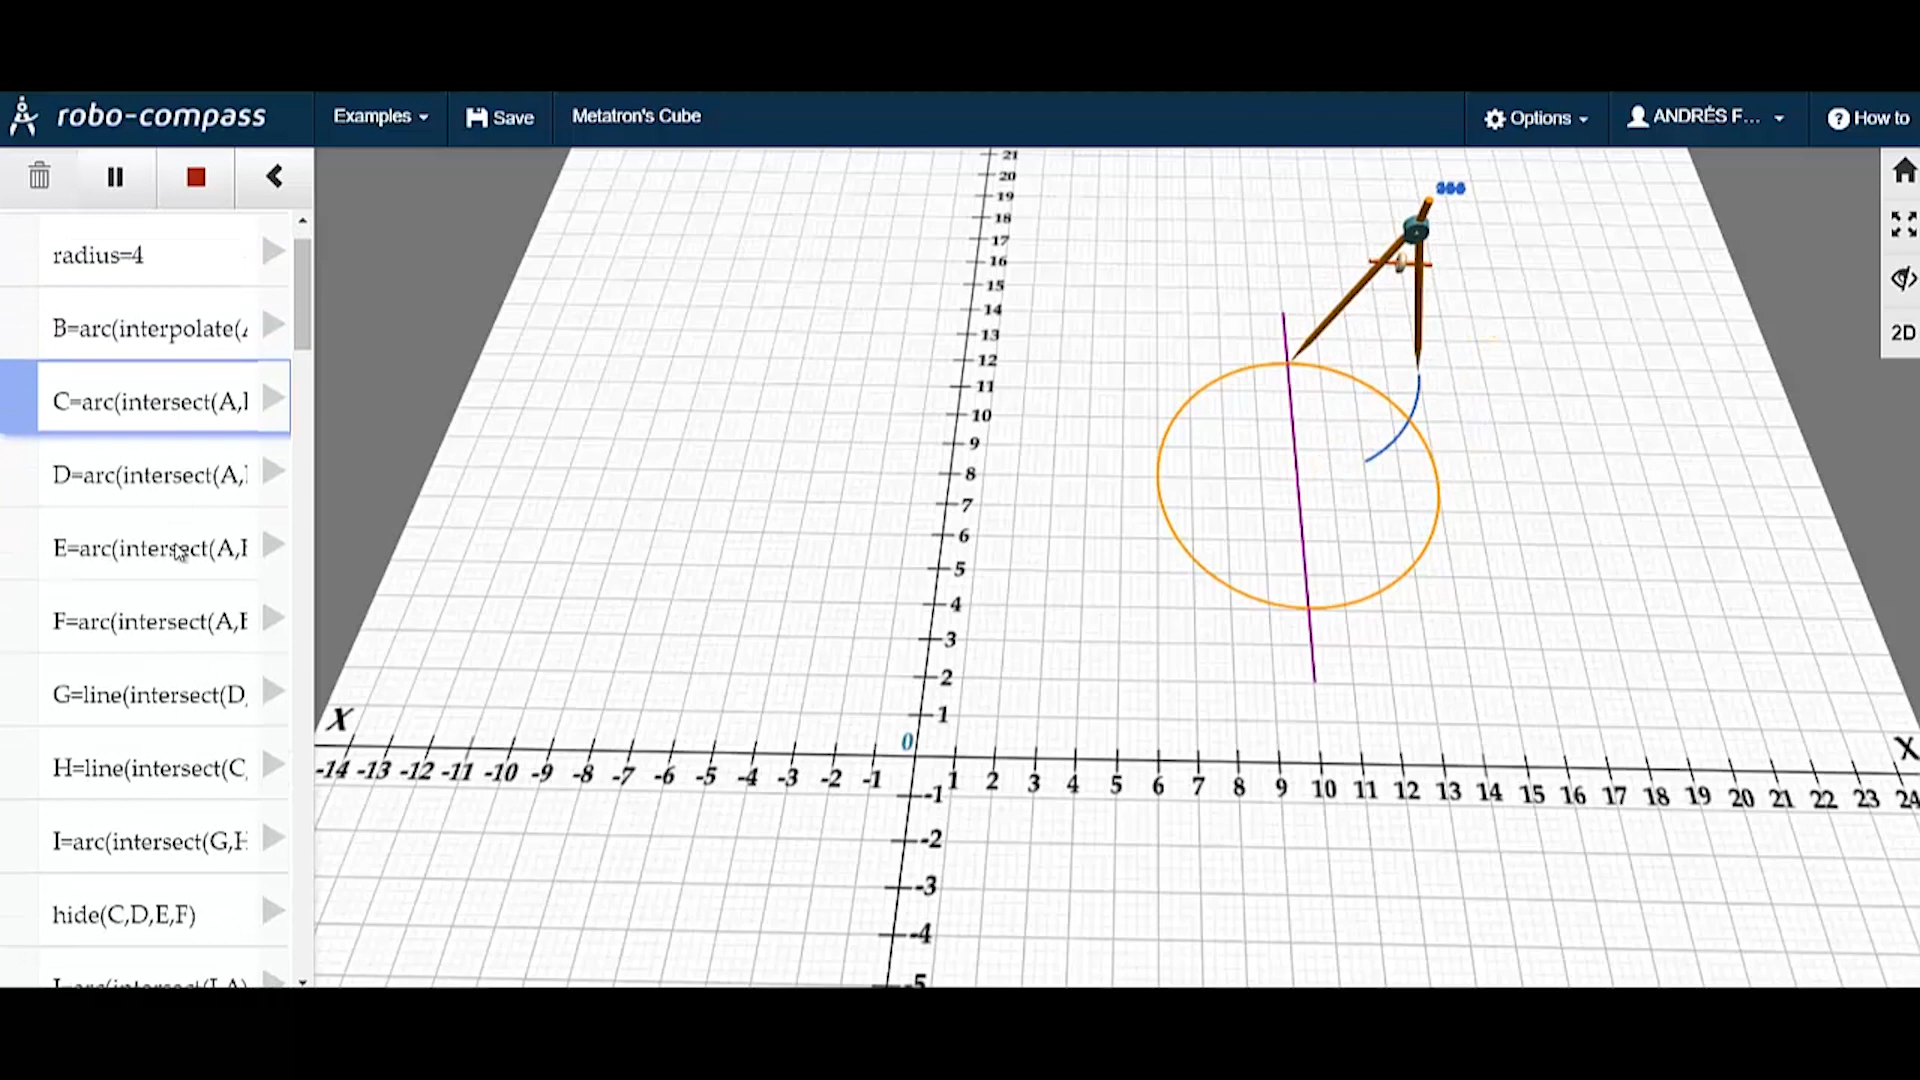 robo-compass
Examples
Save
Metatron's Cube
Options
ANDRÉS F...
How to
2D
radius=4
B=arc(interpolate(
C=arc(intersect(A,
D=arc(intersect(A,
E=arc(intersect(A,
F=arc(intersect(A,
G=line(intersect(D,
H=line(intersect(C,
I=arc(intersect(G,
hide(C,D,E,F)
360
21
20
19
18
17
16
15
14
13
12
11
10
9
8
7
6
5
4
3
2
1
0
X
X
-14 -13 -12 -11 -10 -9 -8 -7 -6 -5 -4 -3 -2 -1 1 2 3 4 5 6 7 8 9 10 11 12 13 14 15 16 17 18 19 20 21 22 23 24
-1
-2
-3
-4
-5